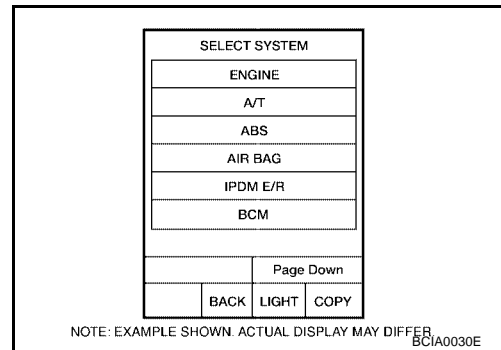 SELECT SYSTEM
ENGINE
A/T
ABS
AIR BAG
IPDM E/R
BCM
Page Down
BACK LIGHT COPY
NOTE: EXAMPLE SHOWN. ACTUAL DISPLAY MAY DIFFER.
BCIA0030E